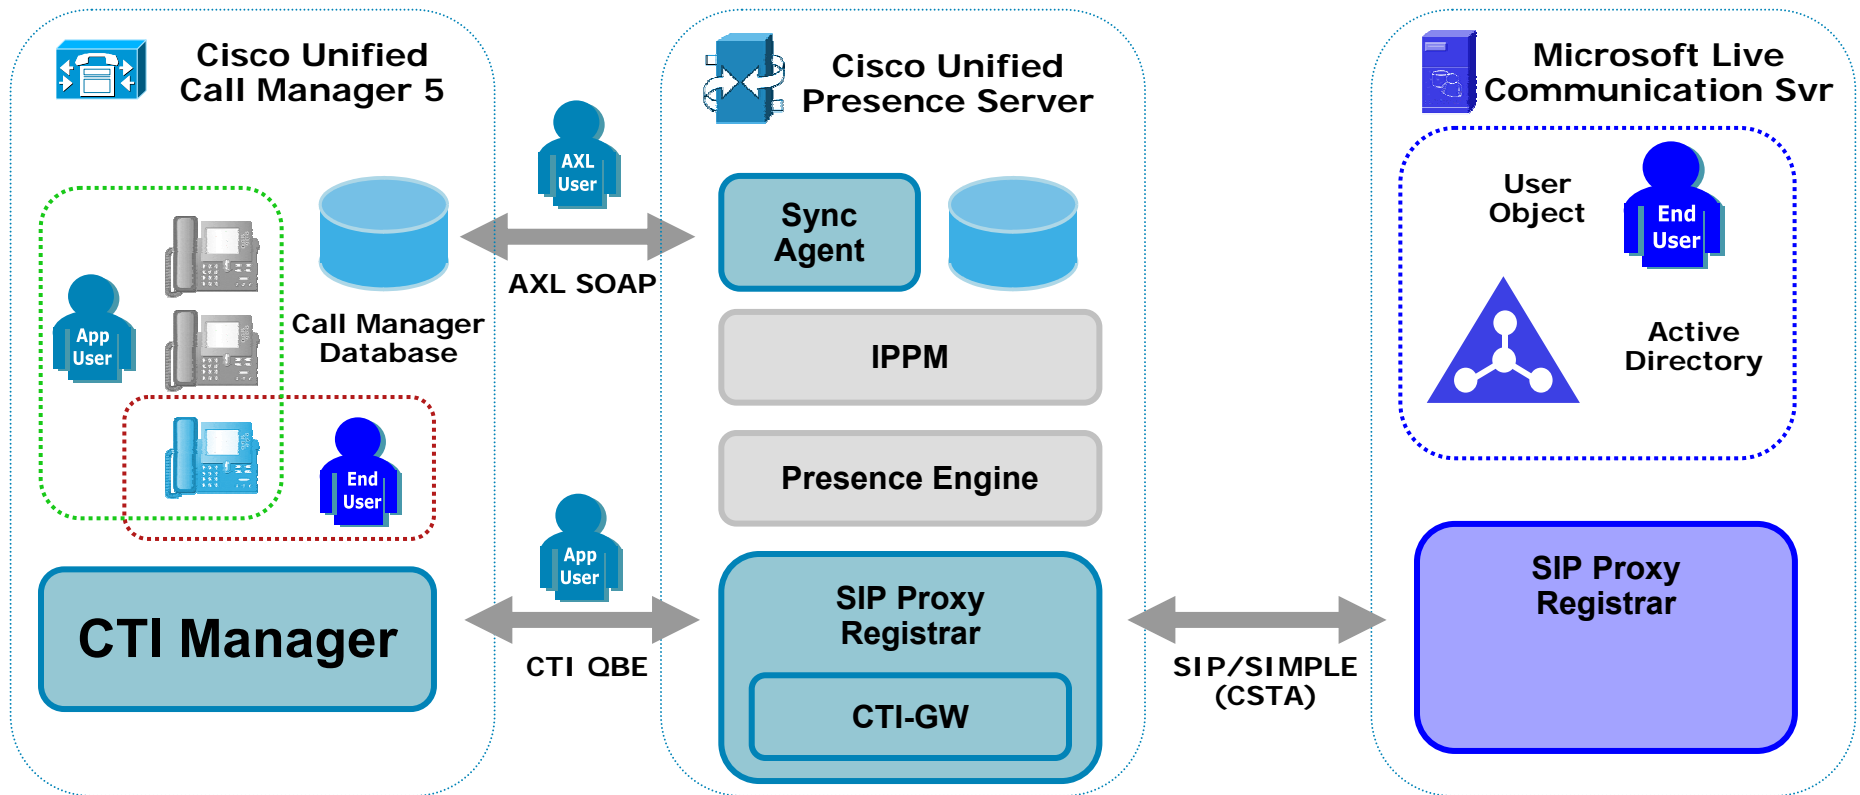 Cisco Unified
Call Manager 5
App
User
Call Manager
Database
End
User
CTI Manager
AXL
User
AXL SOAP
App
User
CTI QBE
Cisco Unified
Presence Server
Sync
Agent
IPPM
Presence Engine
SIP Proxy
Registrar
CTI-GW
SIP/SIMPLE
(CSTA)
Microsoft Live
Communication Svr
User
Object
End
User
Active
Directory
SIP Proxy
Registrar